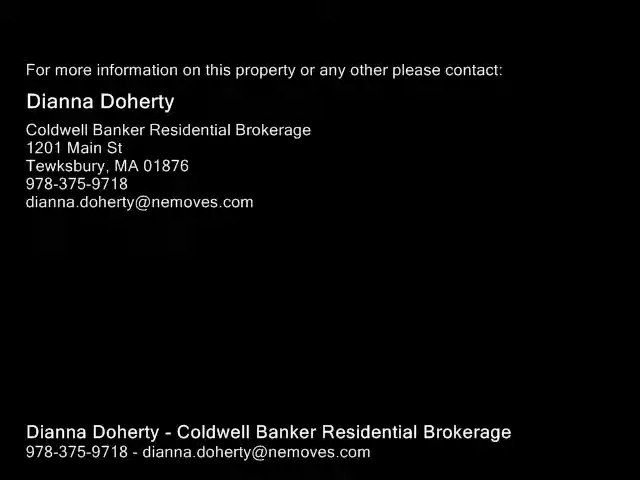 For more information on this property or any other please contact:
Dianna Doherty
Coldwell Banker Residential Brokerage
1201 Main St
Tewksbury, MA 01876
978-375-9718
dianna.doherty@nemoves.com
Dianna Doherty - Coldwell Banker Residential Brokerage
978-375-9718 - dianna.doherty@nemoves.com